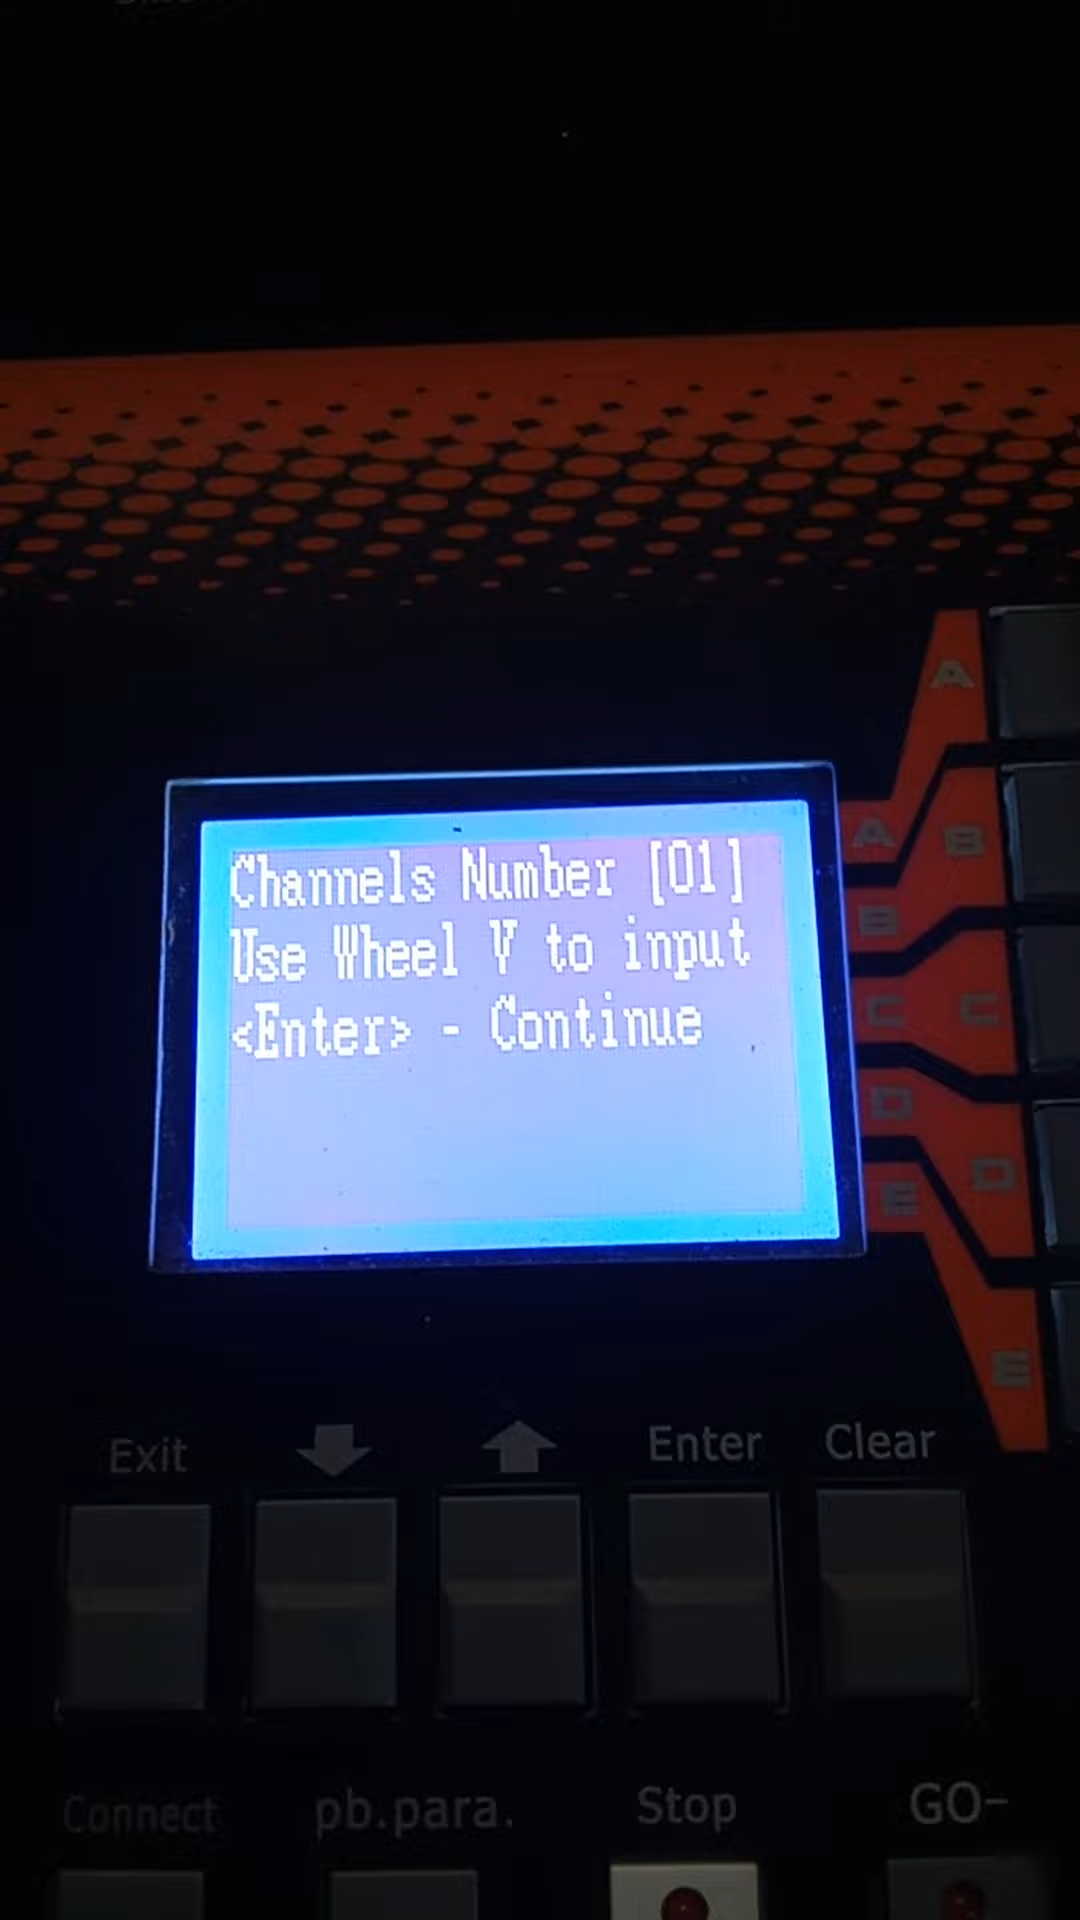 Channels Number [01]
Use Wheel V to input
<Enter> - Continue
A
A
B
B
C
C
D
D
E
E
Exit
Enter
Clear
Connect
pb.para.
Stop
GO-